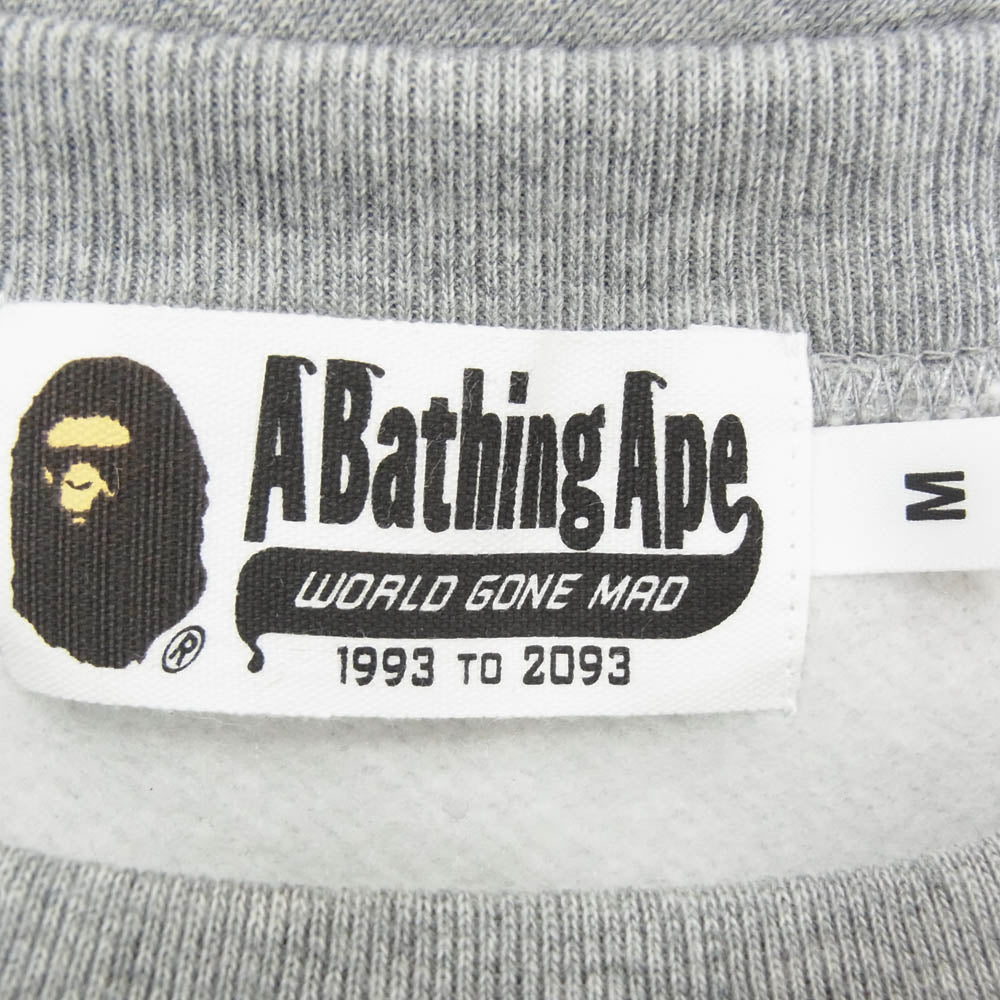 A Bathing Ape
WORLD GONE MAD
1993 TO 2093
®
M